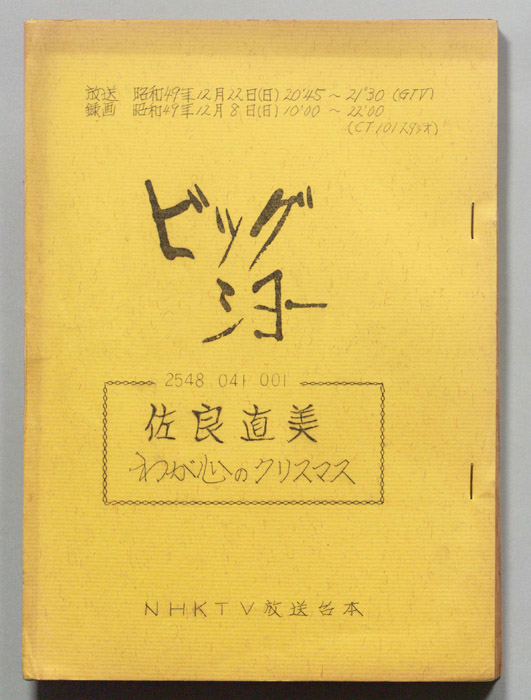 放送 昭和49年12月22日(日) 20:45 ~ 21:30 (GTV)
録画 昭和49年12月8日(日) 10:00 ~ 22:00
(CT101スタジオ)
ビッグ
ショー
2548 041 001
佐良直美
わが心のクリスマス
NHKTV放送台本